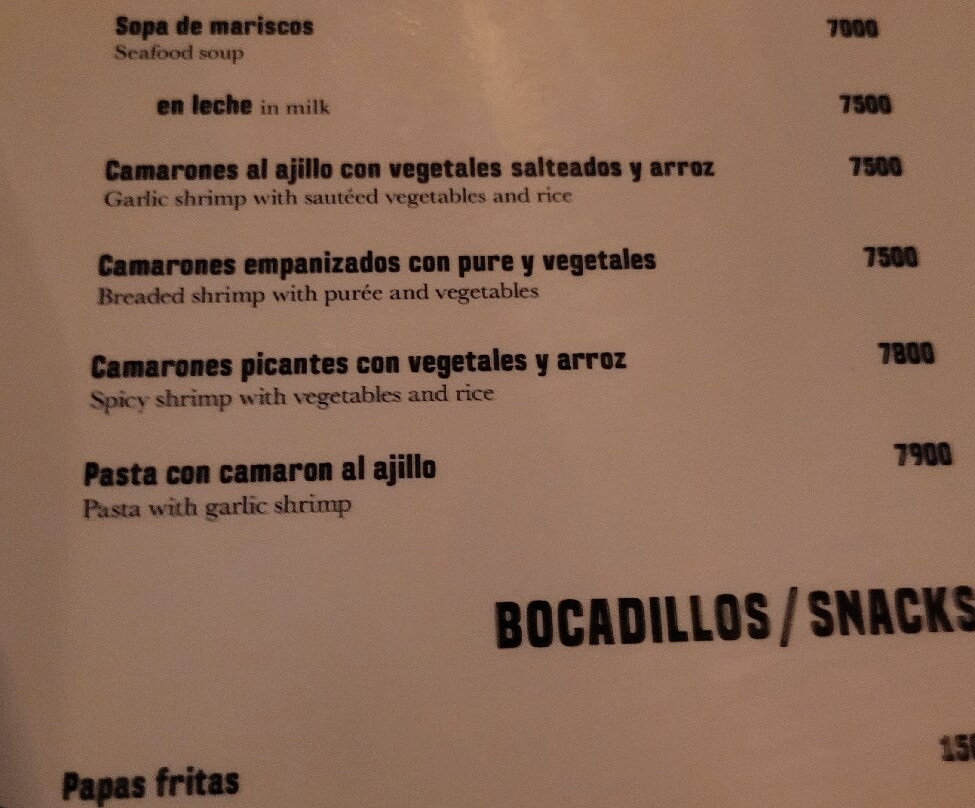 Sopa de mariscos 7000
Seafood soup
en leche in milk 7500
Camarones al ajillo con vegetales salteados y arroz 7500
Garlic shrimp with sautéed vegetables and rice
Camarones empanizados con pure y vegetales 7500
Breaded shrimp with purée and vegetables
Camarones picantes con vegetales y arroz 7800
Spicy shrimp with vegetables and rice
Pasta con camaron al ajillo 7900
Pasta with garlic shrimp
BOCADILLOS / SNACKS
Papas fritas